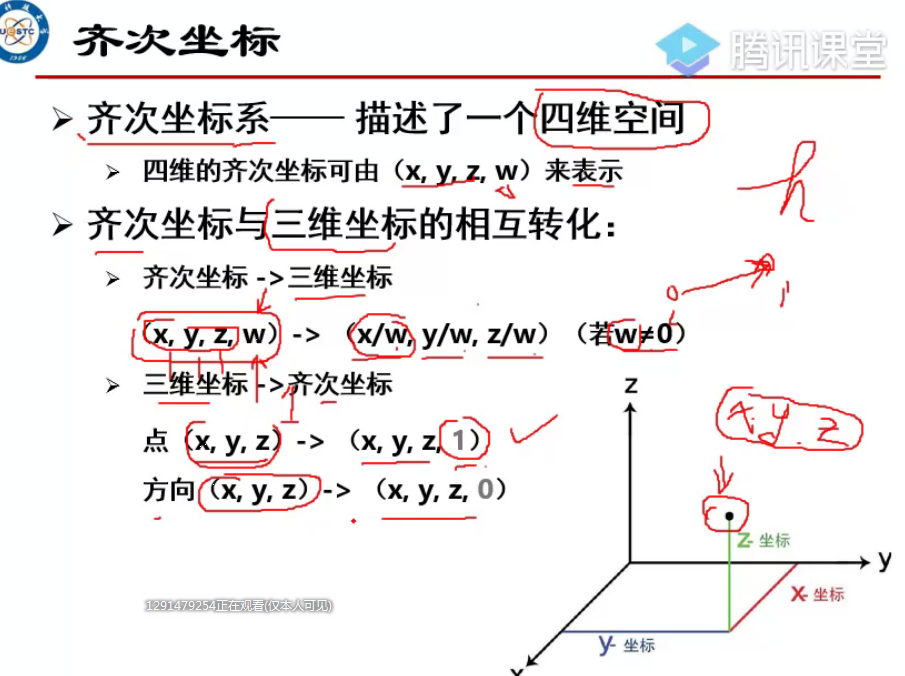 齐次坐标
腾讯课堂
齐次坐标系—— 描述了一个四维空间
四维的齐次坐标可由（x, y, z, w）来表示
h
齐次坐标与三维坐标的相互转化：
齐次坐标 ->三维坐标
（x, y, z, w） -> （x/w, y/w, z/w）（若w≠0）
三维坐标 ->齐次坐标
1
点（x, y, z） -> （x, y, z, 1）
方向（x, y, z）-> （x, y, z, 0）
z
x. y. z
z- 坐标
y
x- 坐标
y- 坐标
x
1291479254正在观看(仅本人可见)